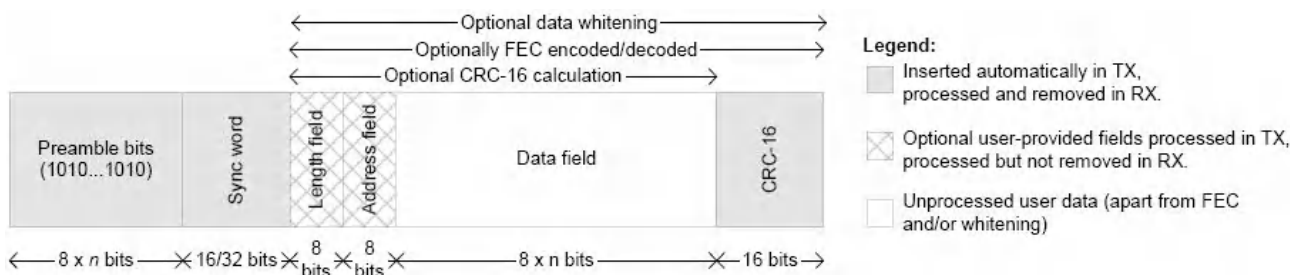 Optional data whitening
Optionally FEC encoded/decoded
Optional CRC-16 calculation
Preamble bits
(1010...1010)
Sync word
Length field
Address field
Data field
CRC-16
8 x n bits
16/32 bits
8
bits
8
bits
8 x n bits
16 bits
Legend:
Inserted automatically in TX,
processed and removed in RX.
Optional user-provided fields processed in TX,
processed but not removed in RX.
Unprocessed user data (apart from FEC
and/or whitening)